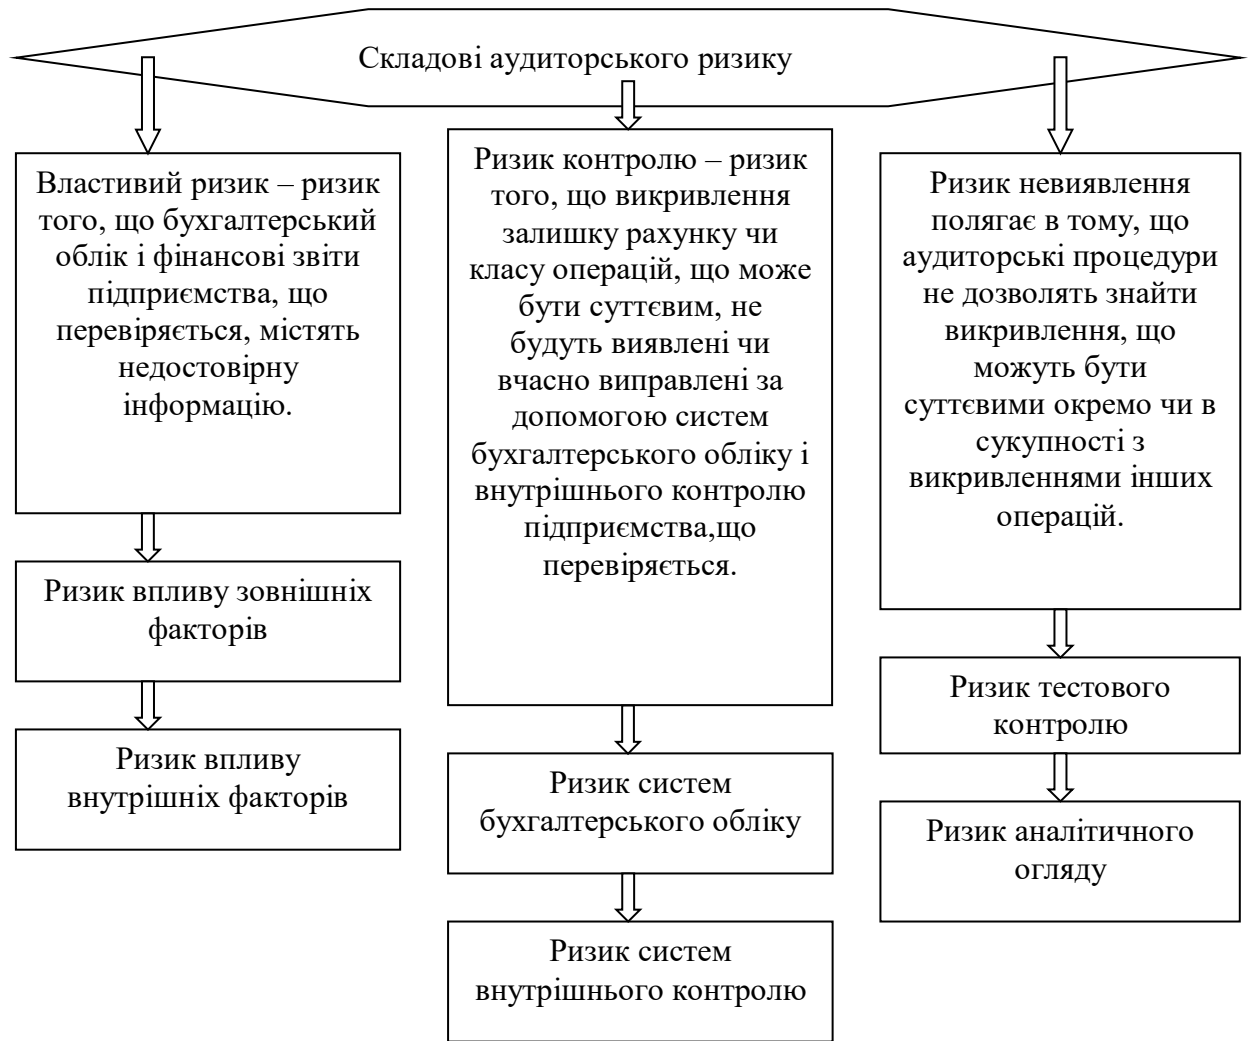 Складові аудиторського ризику
Властивий ризик – ризик
того, що бухгалтерський
облік і фінансові звіти
підприємства, що
перевіряється, містять
недостовірну
інформацію.
Ризик впливу зовнішніх
факторів
Ризик впливу
внутрішніх факторів
Ризик контролю – ризик
того, що викривлення
залишку рахунку чи
класу операцій, що може
бути суттєвим, не
будуть виявлені чи
вчасно виправлені за
допомогою систем
бухгалтерського обліку і
внутрішнього контролю
підприємства,що
перевіряється.
Ризик систем
бухгалтерського обліку
Ризик систем
внутрішнього контролю
Ризик невиявлення
полягає в тому, що
аудиторські процедури
не дозволять знайти
викривлення, що
можуть бути
суттєвими окремо чи в
сукупності з
викривленнями інших
операцій.
Ризик тестового
контролю
Ризик аналітичного
огляду